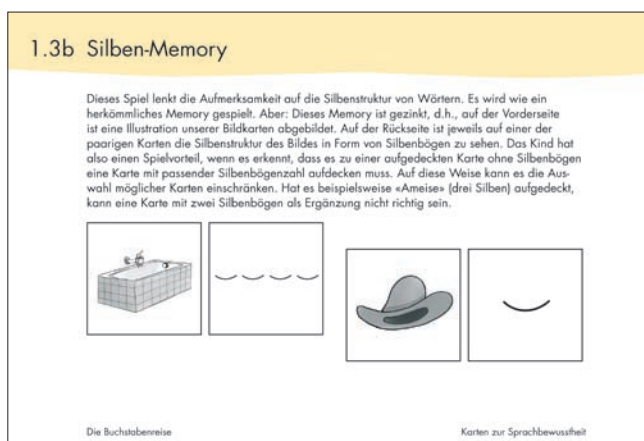 1.3b Silben-Memory
Dieses Spiel lenkt die Aufmerksamkeit auf die Silbenstruktur von Wörtern. Es wird wie ein
herkömmliches Memory gespielt. Aber: Dieses Memory ist gezinkt, d.h., auf der Vorderseite
ist eine Illustration unserer Bildkarten abgebildet. Auf der Rückseite ist jeweils auf einer der
paarigen Karten die Silbenstruktur des Bildes in Form von Silbenbögen zu sehen. Das Kind hat
also einen Spielvorteil, wenn es erkennt, dass es zu einer aufgedeckten Karte ohne Silbenbögen
eine Karte mit passender Silbenbögenzahl aufdecken muss. Auf diese Weise kann es die Aus-
wahl möglicher Karten einschränken. Hat es beispielsweise «Ameise» (drei Silben) aufgedeckt,
kann eine Karte mit zwei Silbenbögen als Ergänzung nicht richtig sein.
Die Buchstabenreise
Karten zur Sprachbewusstheit